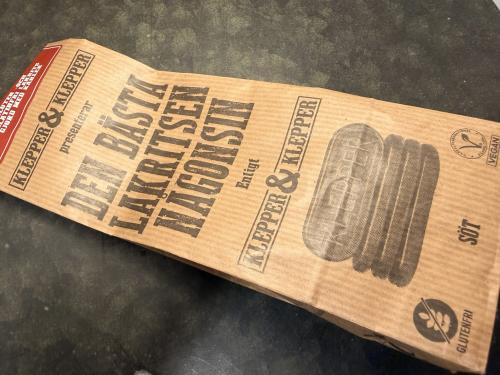 KLEPPER & KLEPPER
presenterar
DEN BÄSTA
LAKRITSEN
NÅGONSIN
Enligt
KLEPPER & KLEPPER
SÖT
VEGAN
GLUTENFRI